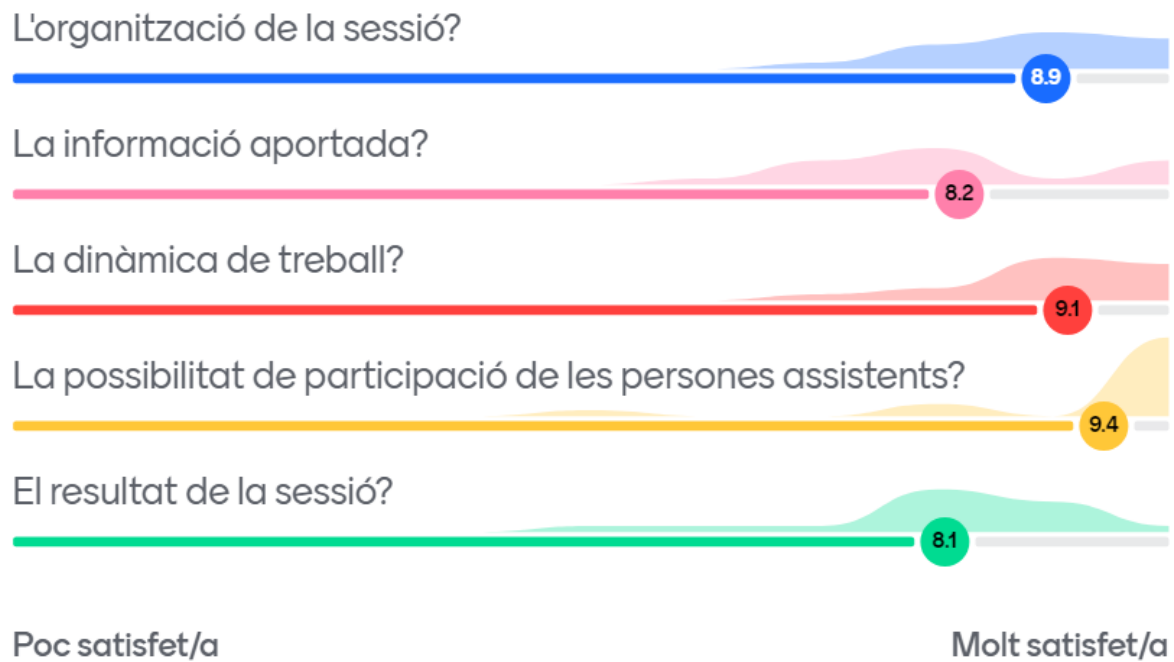 L'organització de la sessió?
8.9
La informació aportada?
8.2
La dinàmica de treball?
9.1
La possibilitat de participació de les persones assistents?
9.4
El resultat de la sessió?
8.1
Poc satisfet/a
Molt satisfet/a